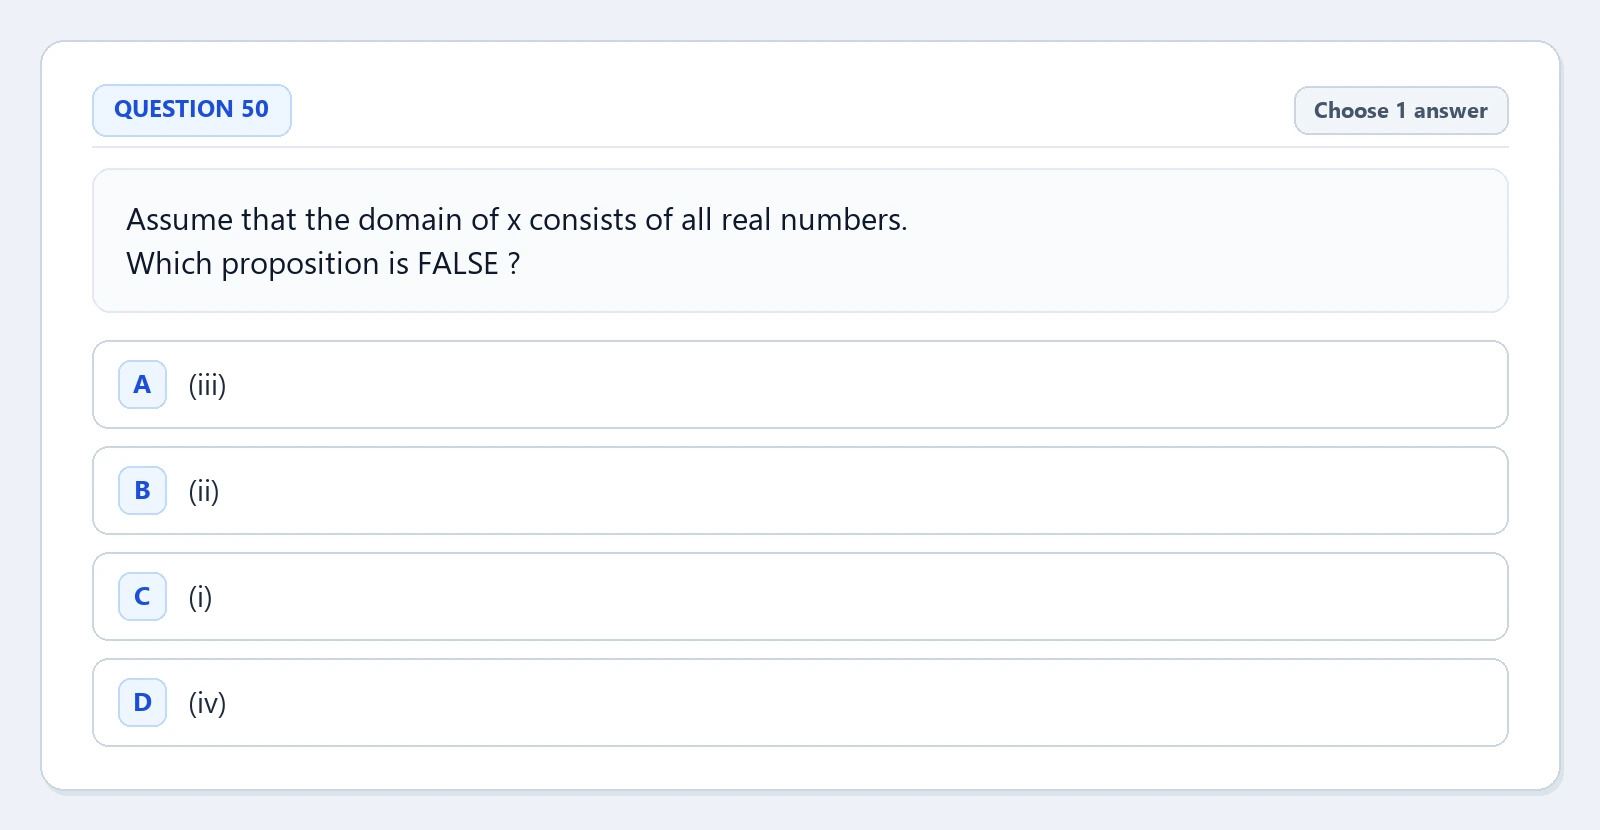 QUESTION 50
Choose 1 answer
Assume that the domain of x consists of all real numbers.
Which proposition is FALSE ?
A (iii)
B (ii)
C (i)
D (iv)